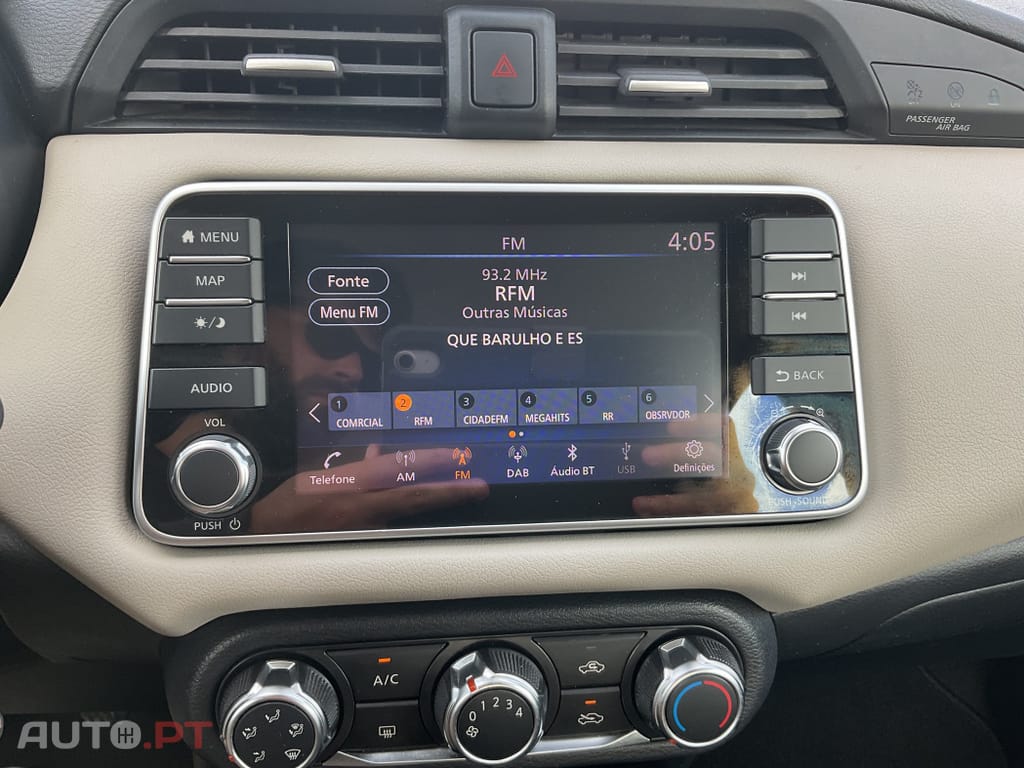 PASSENGER
AIR BAG
MENU
MAP
AUDIO
VOL
PUSH
FM
4:05
Fonte
Menu FM
93.2 MHz
RFM
Outras Músicas
QUE BARULHO E ES
1 COMRCIAL
2 RFM
3 CIDADEFM
4 MEGAHITS
5 RR
6 OBSRVDOR
Telefone
AM
FM
DAB
Áudio BT
USB
Definições
BACK
PUSH-SOUND
A/C
0 1 2 3 4
AUTO.PT